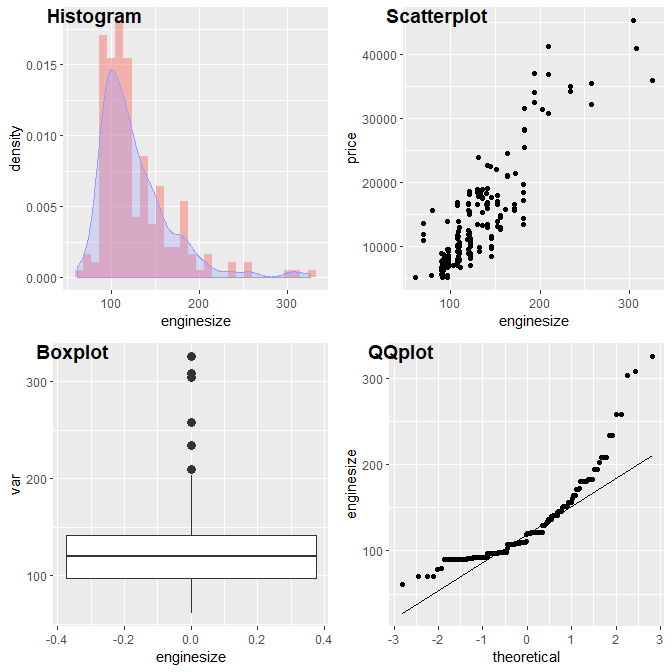 Histogram
density
0.015
0.010
0.005
0.000
100 200 300
enginesize
Scatterplot
price
40000
30000
20000
10000
100 200 300
enginesize
Boxplot
var
300
200
100
-0.4 -0.2 0.0 0.2 0.4
enginesize
QQplot
enginesize
300
200
100
-3 -2 -1 0 1 2 3
theoretical